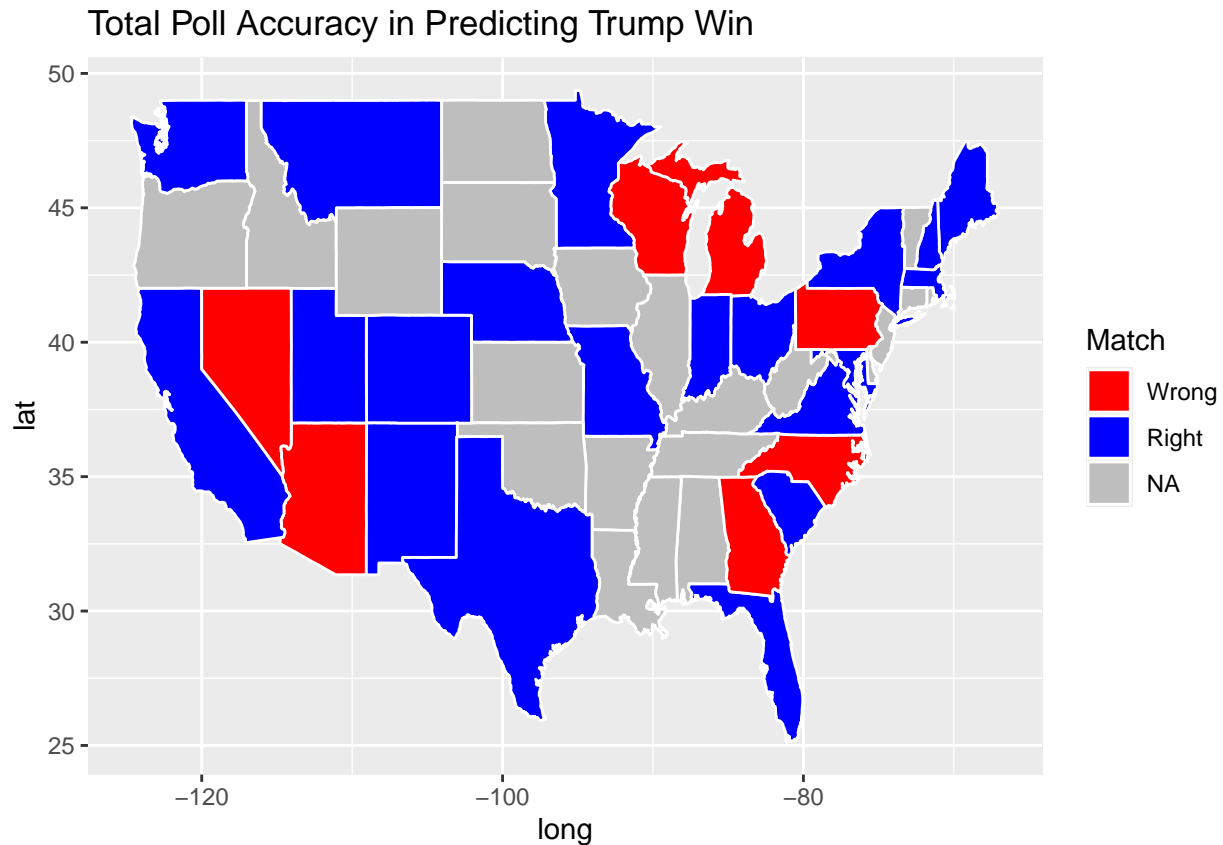 Total Poll Accuracy in Predicting Trump Win
50
45
40
35
30
25
lat
−120
−100
−80
long
Match
Wrong
Right
NA